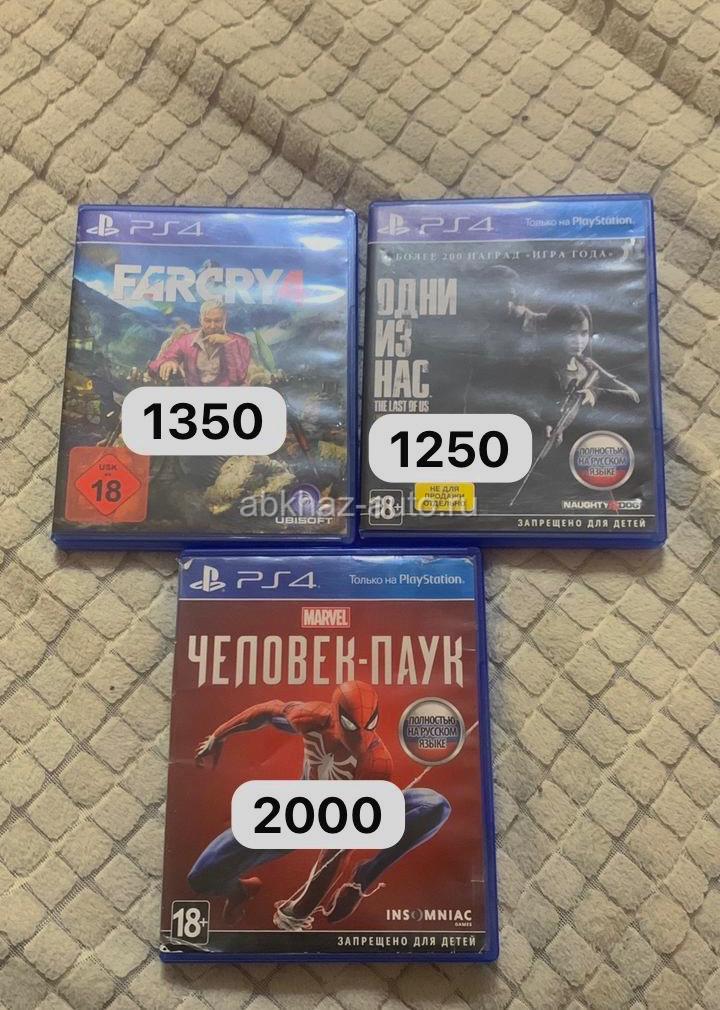 PS4
FARCRY4
1350
USK
18
UBISOFT
PS4 Только на PlayStation.
БОЛЕЕ 200 НАГРАД «ИГРА ГОДА»
ОДНИ
ИЗ
НАС
THE LAST OF US
1250
ПОЛНОСТЬЮ
НА РУССКОМ
ЯЗЫКЕ
НЕ ДЛЯ
ПРОДАЖИ
ОТДЕЛЬНО
18+
NAUGHTY DOG
ЗАПРЕЩЕНО ДЛЯ ДЕТЕЙ
abkhaz-auto.ru
PS4 Только на PlayStation.
MARVEL
ЧЕЛОВЕК-ПАУК
ПОЛНОСТЬЮ
НА РУССКОМ
ЯЗЫКЕ
2000
18+
INSOMNIAC
GAMES
ЗАПРЕЩЕНО ДЛЯ ДЕТЕЙ